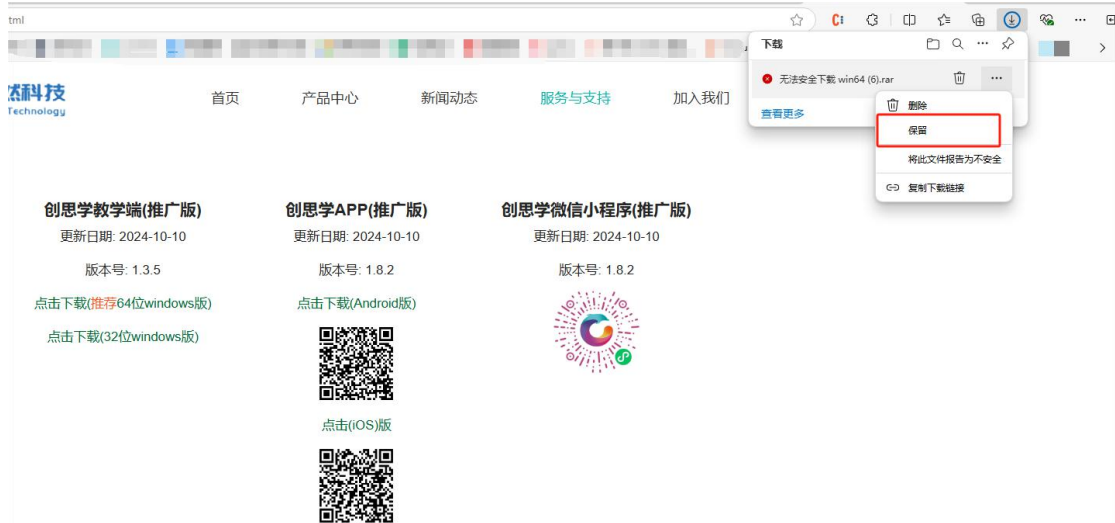 tml
下载
无法安全下载 win64 (6).rar
查看更多
删除
保留
将此文件报告为不安全
复制下载链接
然科技
Technology
首页
产品中心
新闻动态
服务与支持
加入我们
创思学教学端(推广版)
更新日期: 2024-10-10
版本号: 1.3.5
点击下载(推荐64位windows版)
点击下载(32位windows版)
创思学APP(推广版)
更新日期: 2024-10-10
版本号: 1.8.2
点击下载(Android版)
点击(iOS)版
创思学微信小程序(推广版)
更新日期: 2024-10-10
版本号: 1.8.2